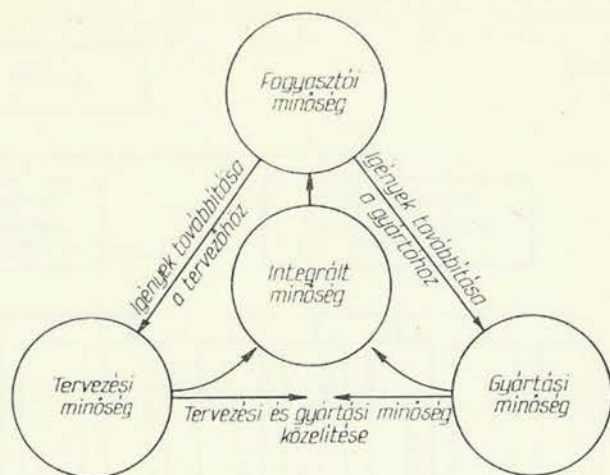 Fogyasztói
minőség
Igények továbbítása
a tervezőhöz
Igények továbbítása
a gyártóhoz
Integrált
minőség
Tervezési
minőség
Gyártási
minőség
Tervezési és gyártási minőség
közelítése